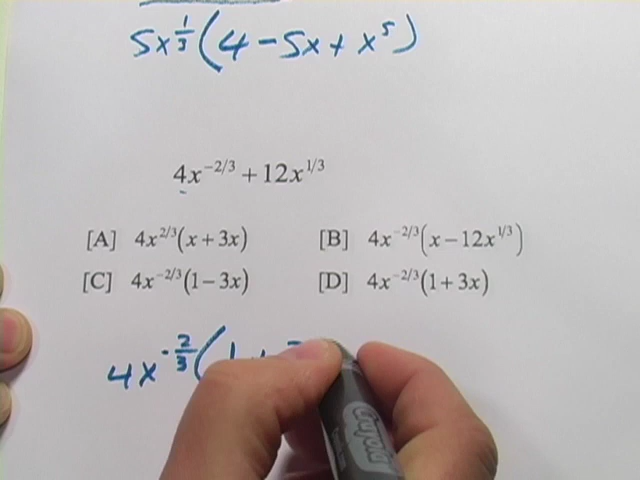 5x^{1/3}(4-5x+x^5)
4x^{-2/3}+12x^{1/3}
[A] 4x^{2/3}(x+3x) [B] 4x^{-2/3}(x-12x^{1/3})
[C] 4x^{-2/3}(1-3x) [D] 4x^{-2/3}(1+3x)
4x^{-2/3}(1+
Crayola